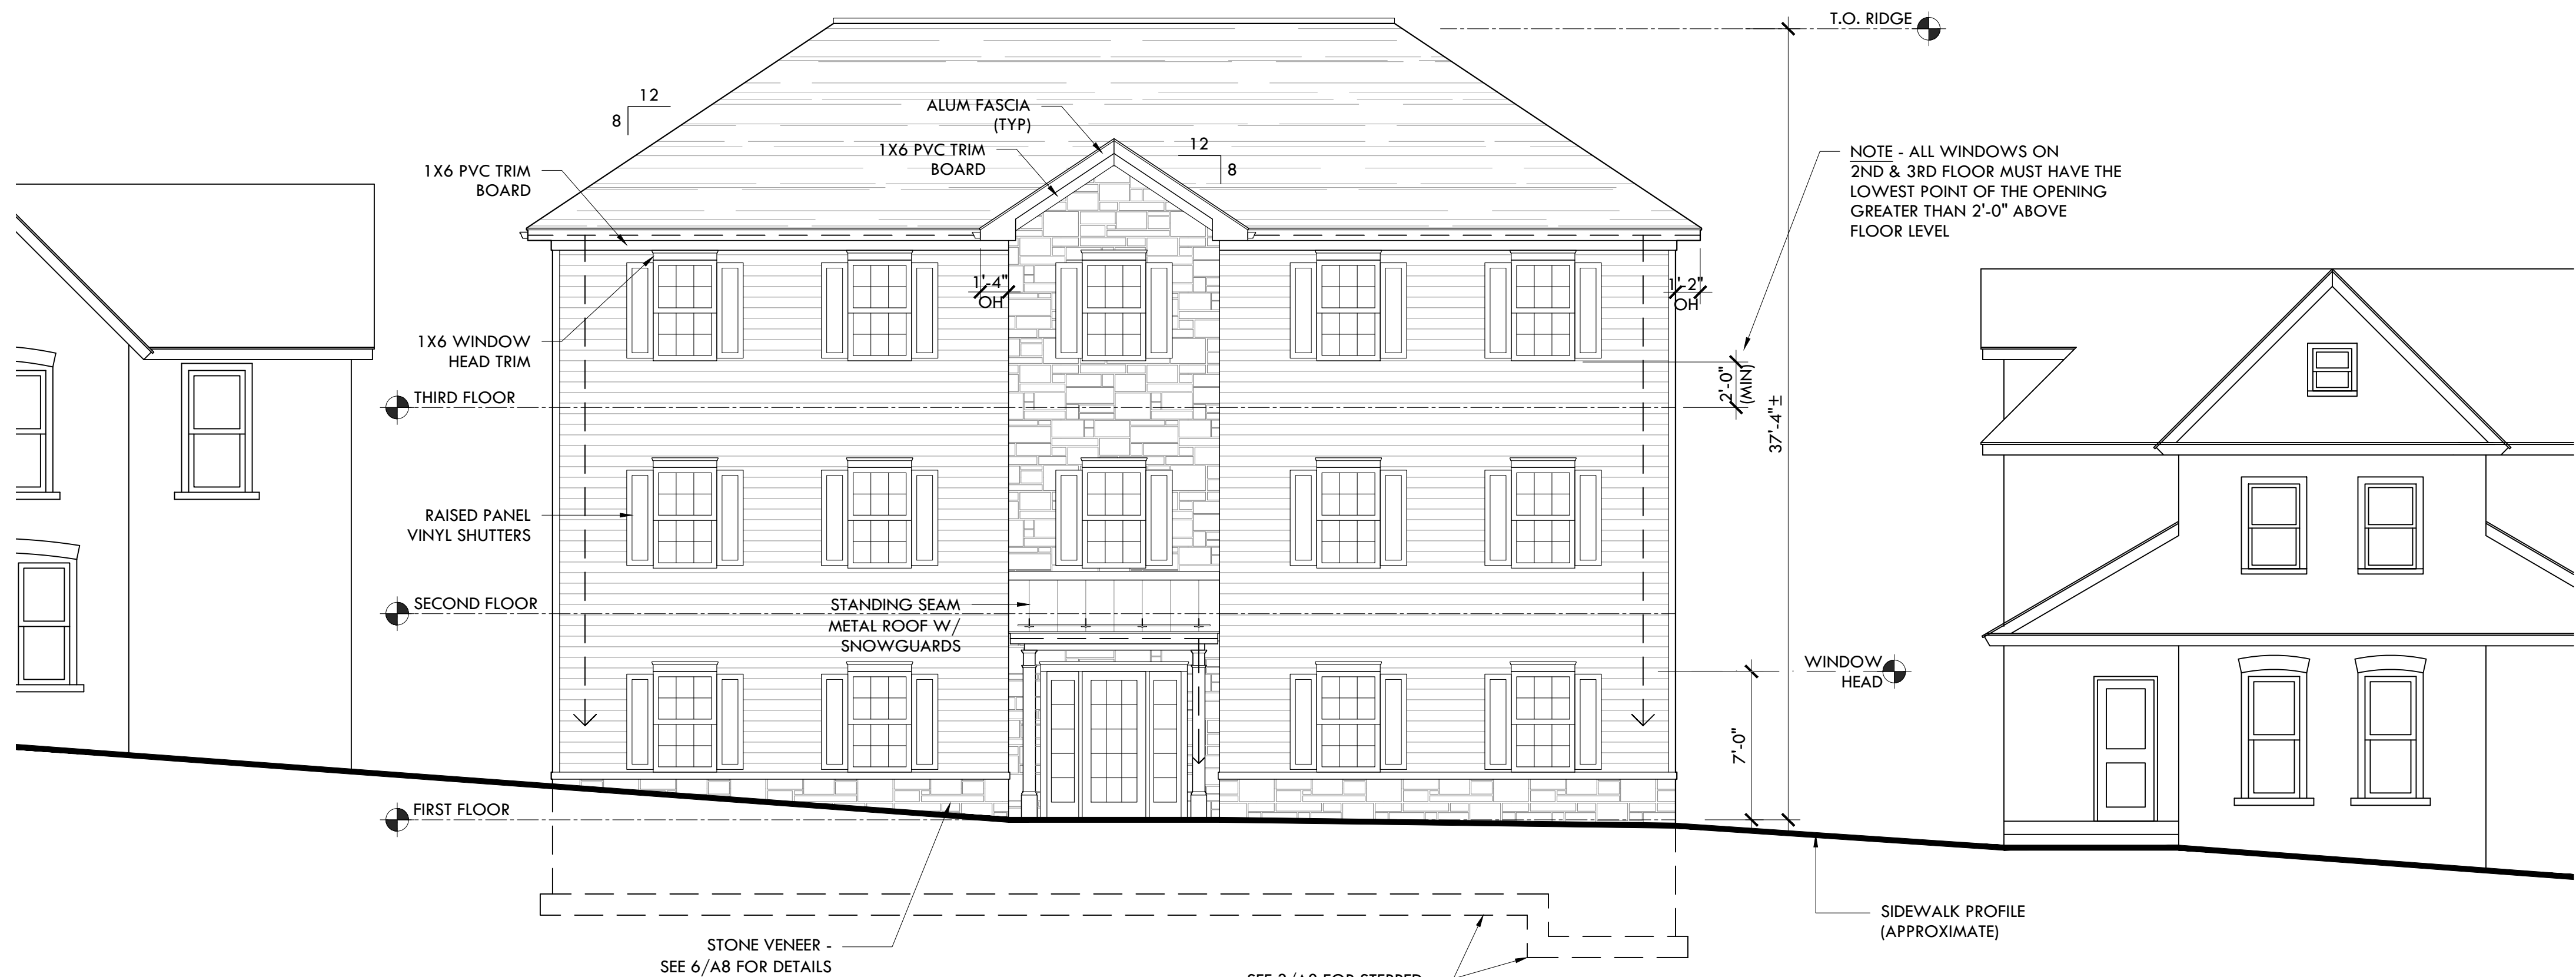 T.O. RIDGE
12
8
ALUM FASCIA
(TYP)
12
8
1X6 PVC TRIM
BOARD
1X6 PVC TRIM
BOARD
NOTE - ALL WINDOWS ON
2ND & 3RD FLOOR MUST HAVE THE
LOWEST POINT OF THE OPENING
GREATER THAN 2'-0" ABOVE
FLOOR LEVEL
1'-4"
OH
1'-2"
OH
1X6 WINDOW
HEAD TRIM
2'-0"
(MIN)
37'-4"±
THIRD FLOOR
RAISED PANEL
VINYL SHUTTERS
SECOND FLOOR
STANDING SEAM
METAL ROOF W/
SNOWGUARDS
WINDOW
HEAD
7'-0"
FIRST FLOOR
SIDEWALK PROFILE
(APPROXIMATE)
STONE VENEER -
SEE 6/A8 FOR DETAILS
FOR STEPPED